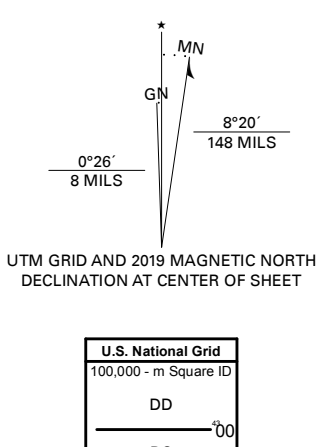 ★
MN
GN
8°20´
148 MILS
0°26´
8 MILS
UTM GRID AND 2019 MAGNETIC NORTH
DECLINATION AT CENTER OF SHEET
U.S. National Grid
100,000 - m Square ID
DD
4300